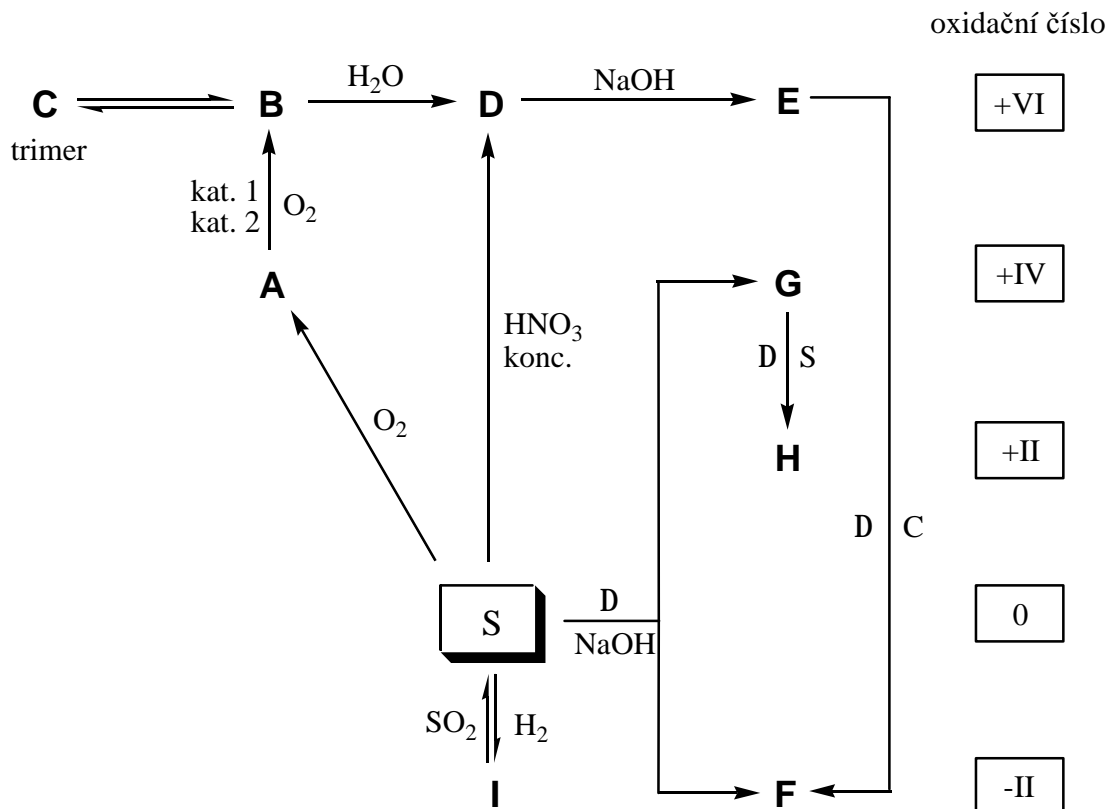 oxidační číslo
C
B
H₂O
D
NaOH
E
+VI
trimer
kat. 1
kat. 2
O₂
A
G
+IV
HNO₃
konc.
D
S
O₂
H
+II
D
C
S
D
NaOH
0
SO₂
H₂
I
F
-II